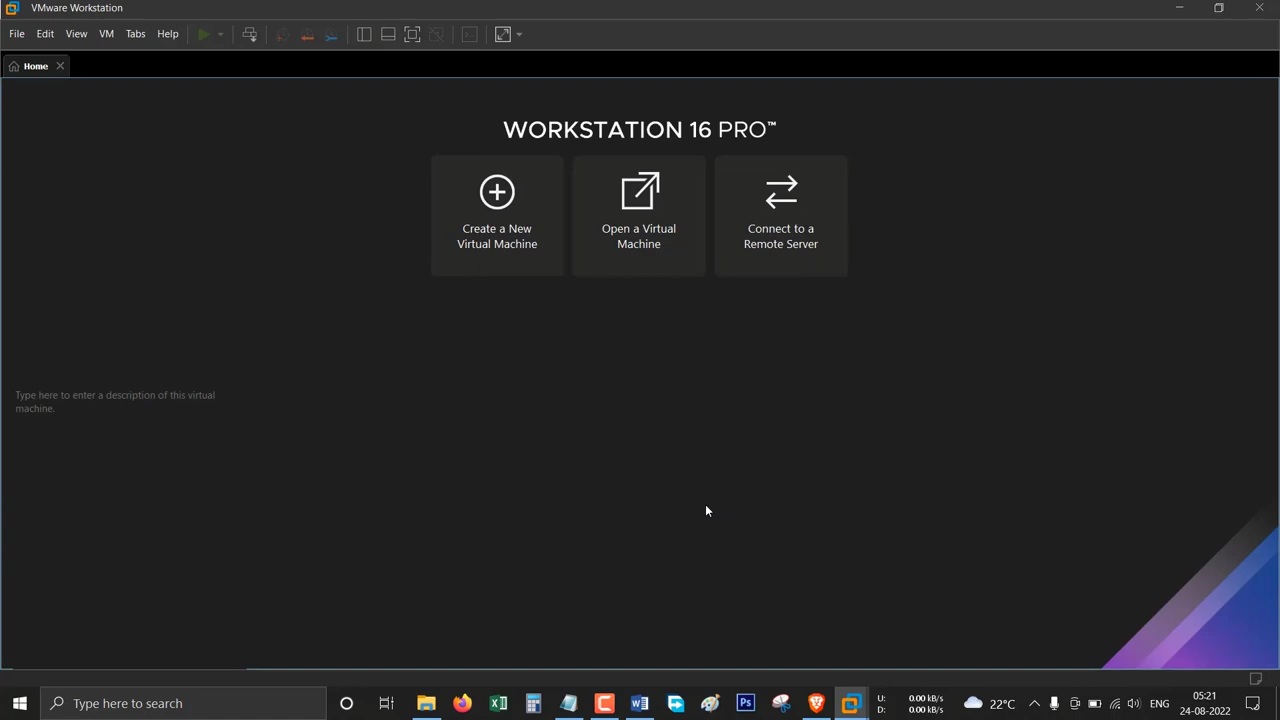 VMware Workstation
File Edit View VM Tabs Help
Home
WORKSTATION 16 PRO™
Create a New
Virtual Machine
Open a Virtual
Machine
Connect to a
Remote Server
Type here to enter a description of this virtual
machine.
Type here to search
Ps
U: 0.00 kB/s
D: 0.00 kB/s
22°C
ENG
05:21
24-08-2022